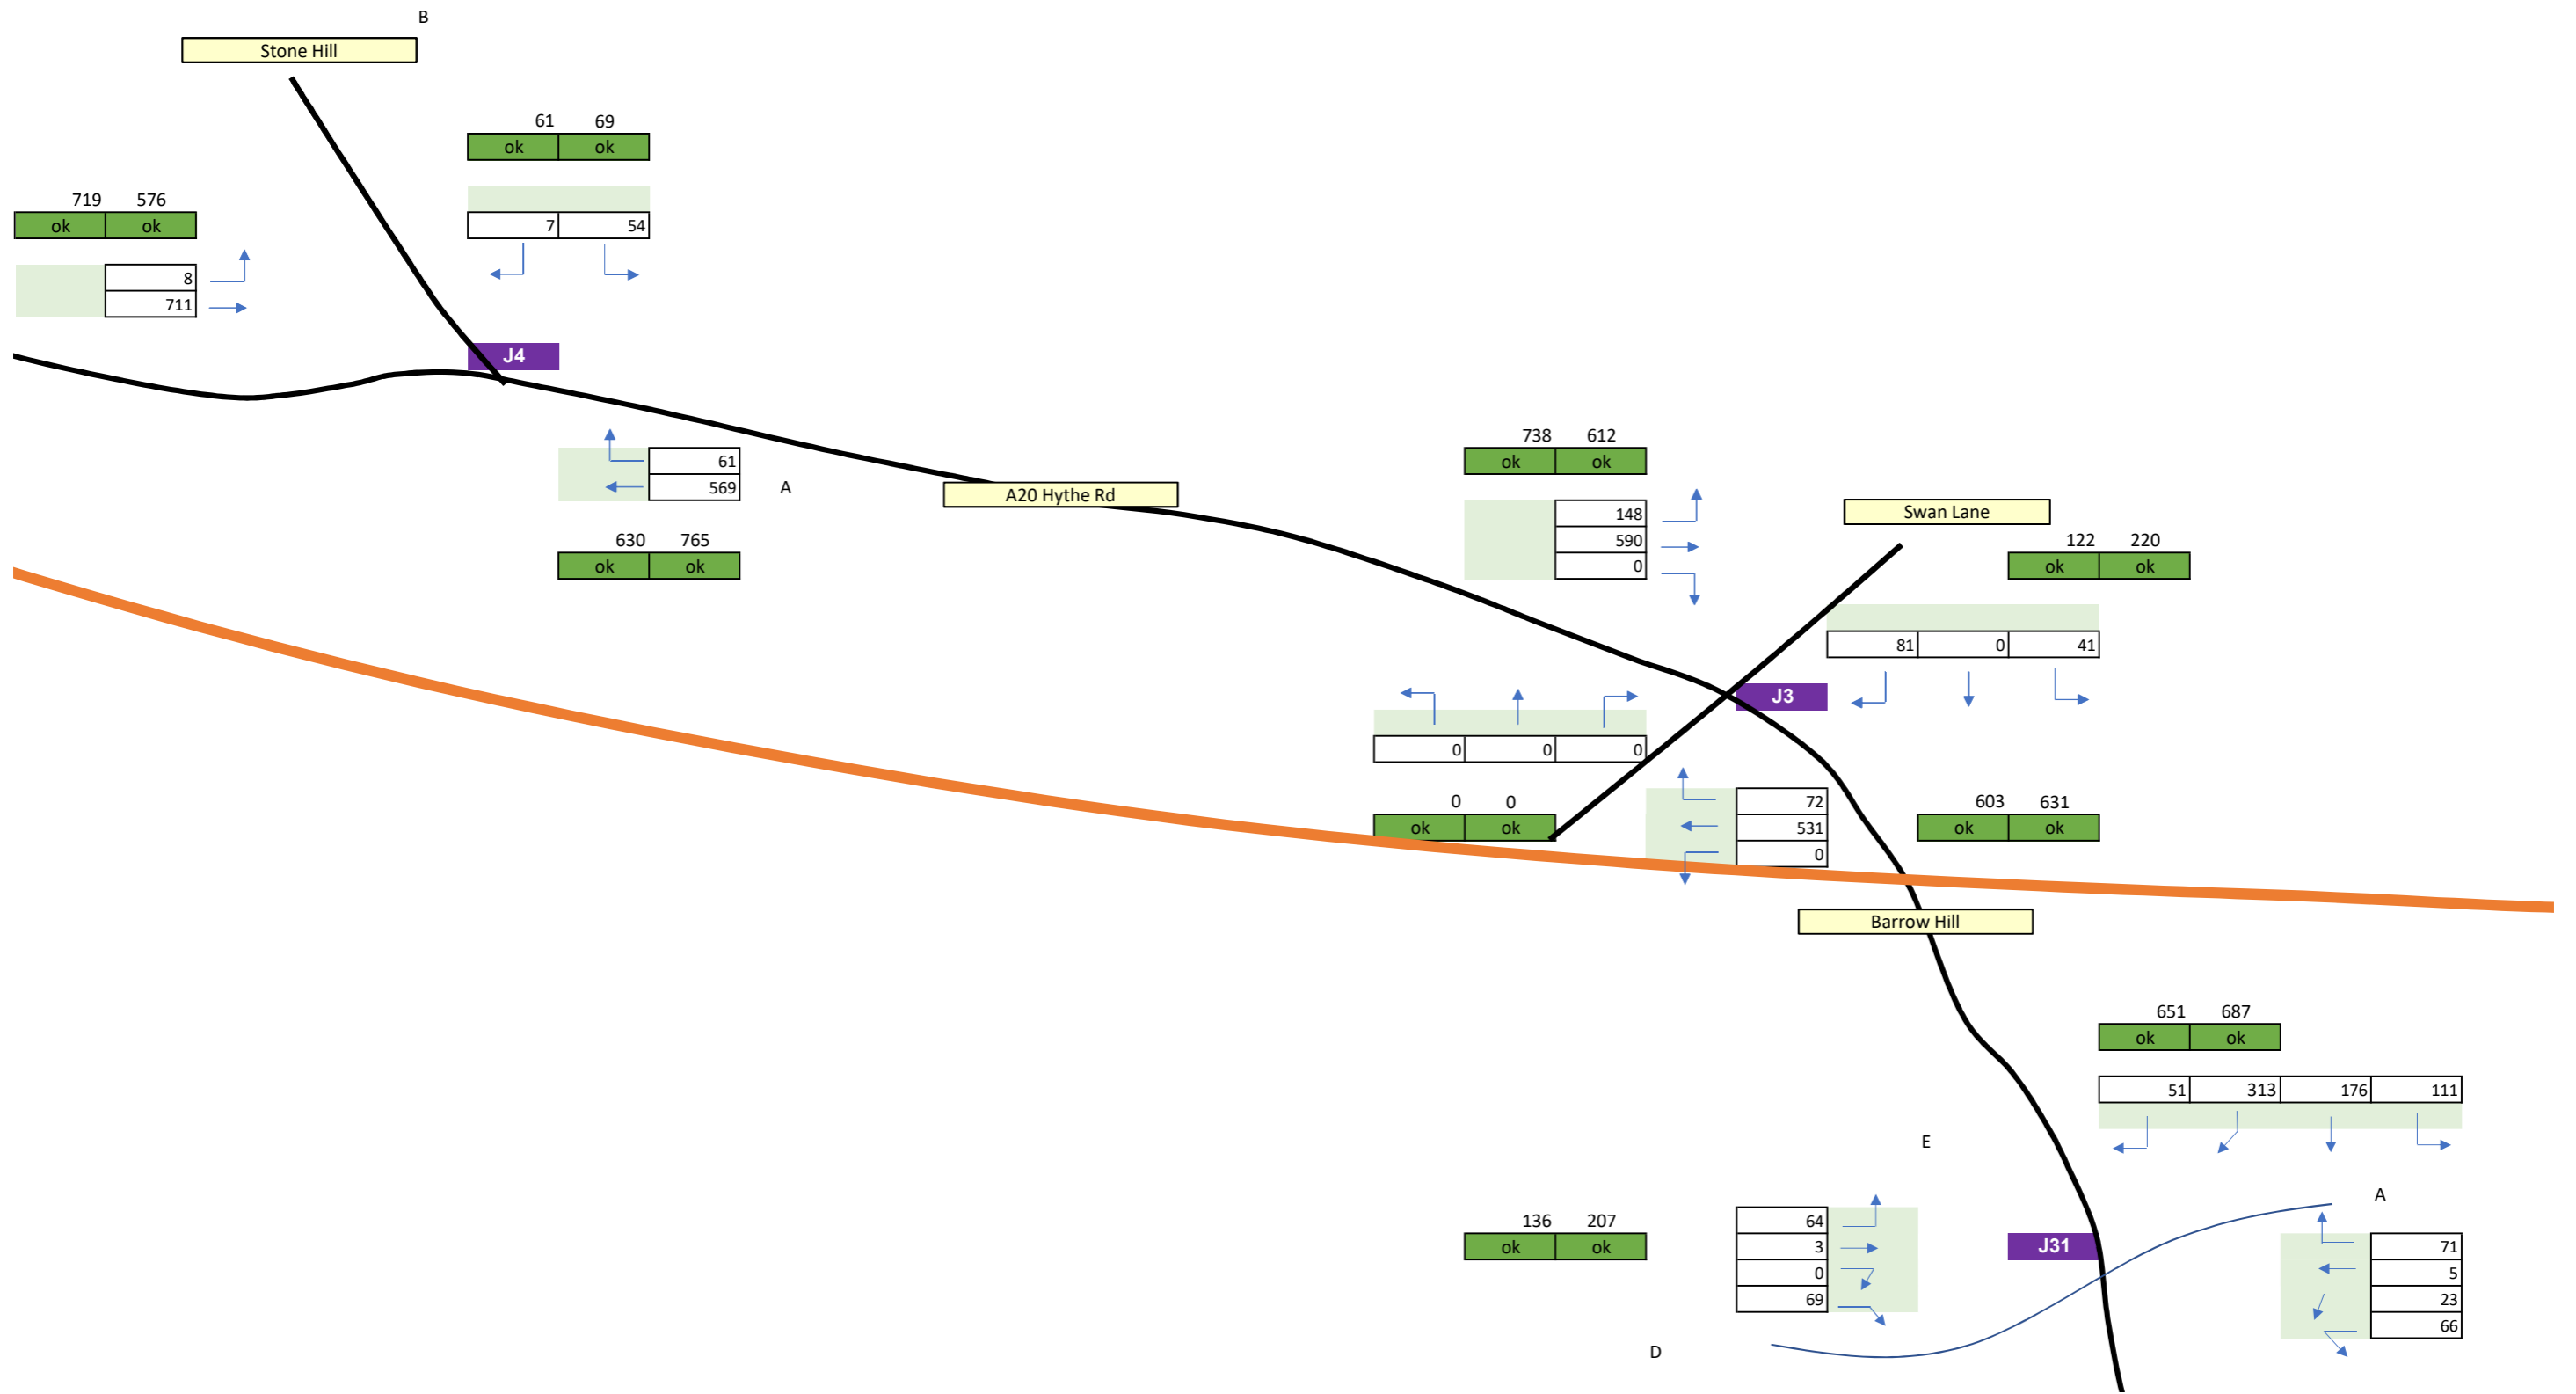 B
Stone Hill
61 69
ok ok
7 54
719 576
ok ok
8
711
J4
61
569
A
630 765
ok ok
A20 Hythe Rd
738 612
ok ok
148
590
0
Swan Lane
122 220
ok ok
81 0 41
J3
0 0 0
0 0
ok ok
72
531
0
603 631
ok ok
Barrow Hill
651 687
ok ok
51 313 176 111
E
136 207
ok ok
64
3
0
69
J31
A
71
5
23
66
D